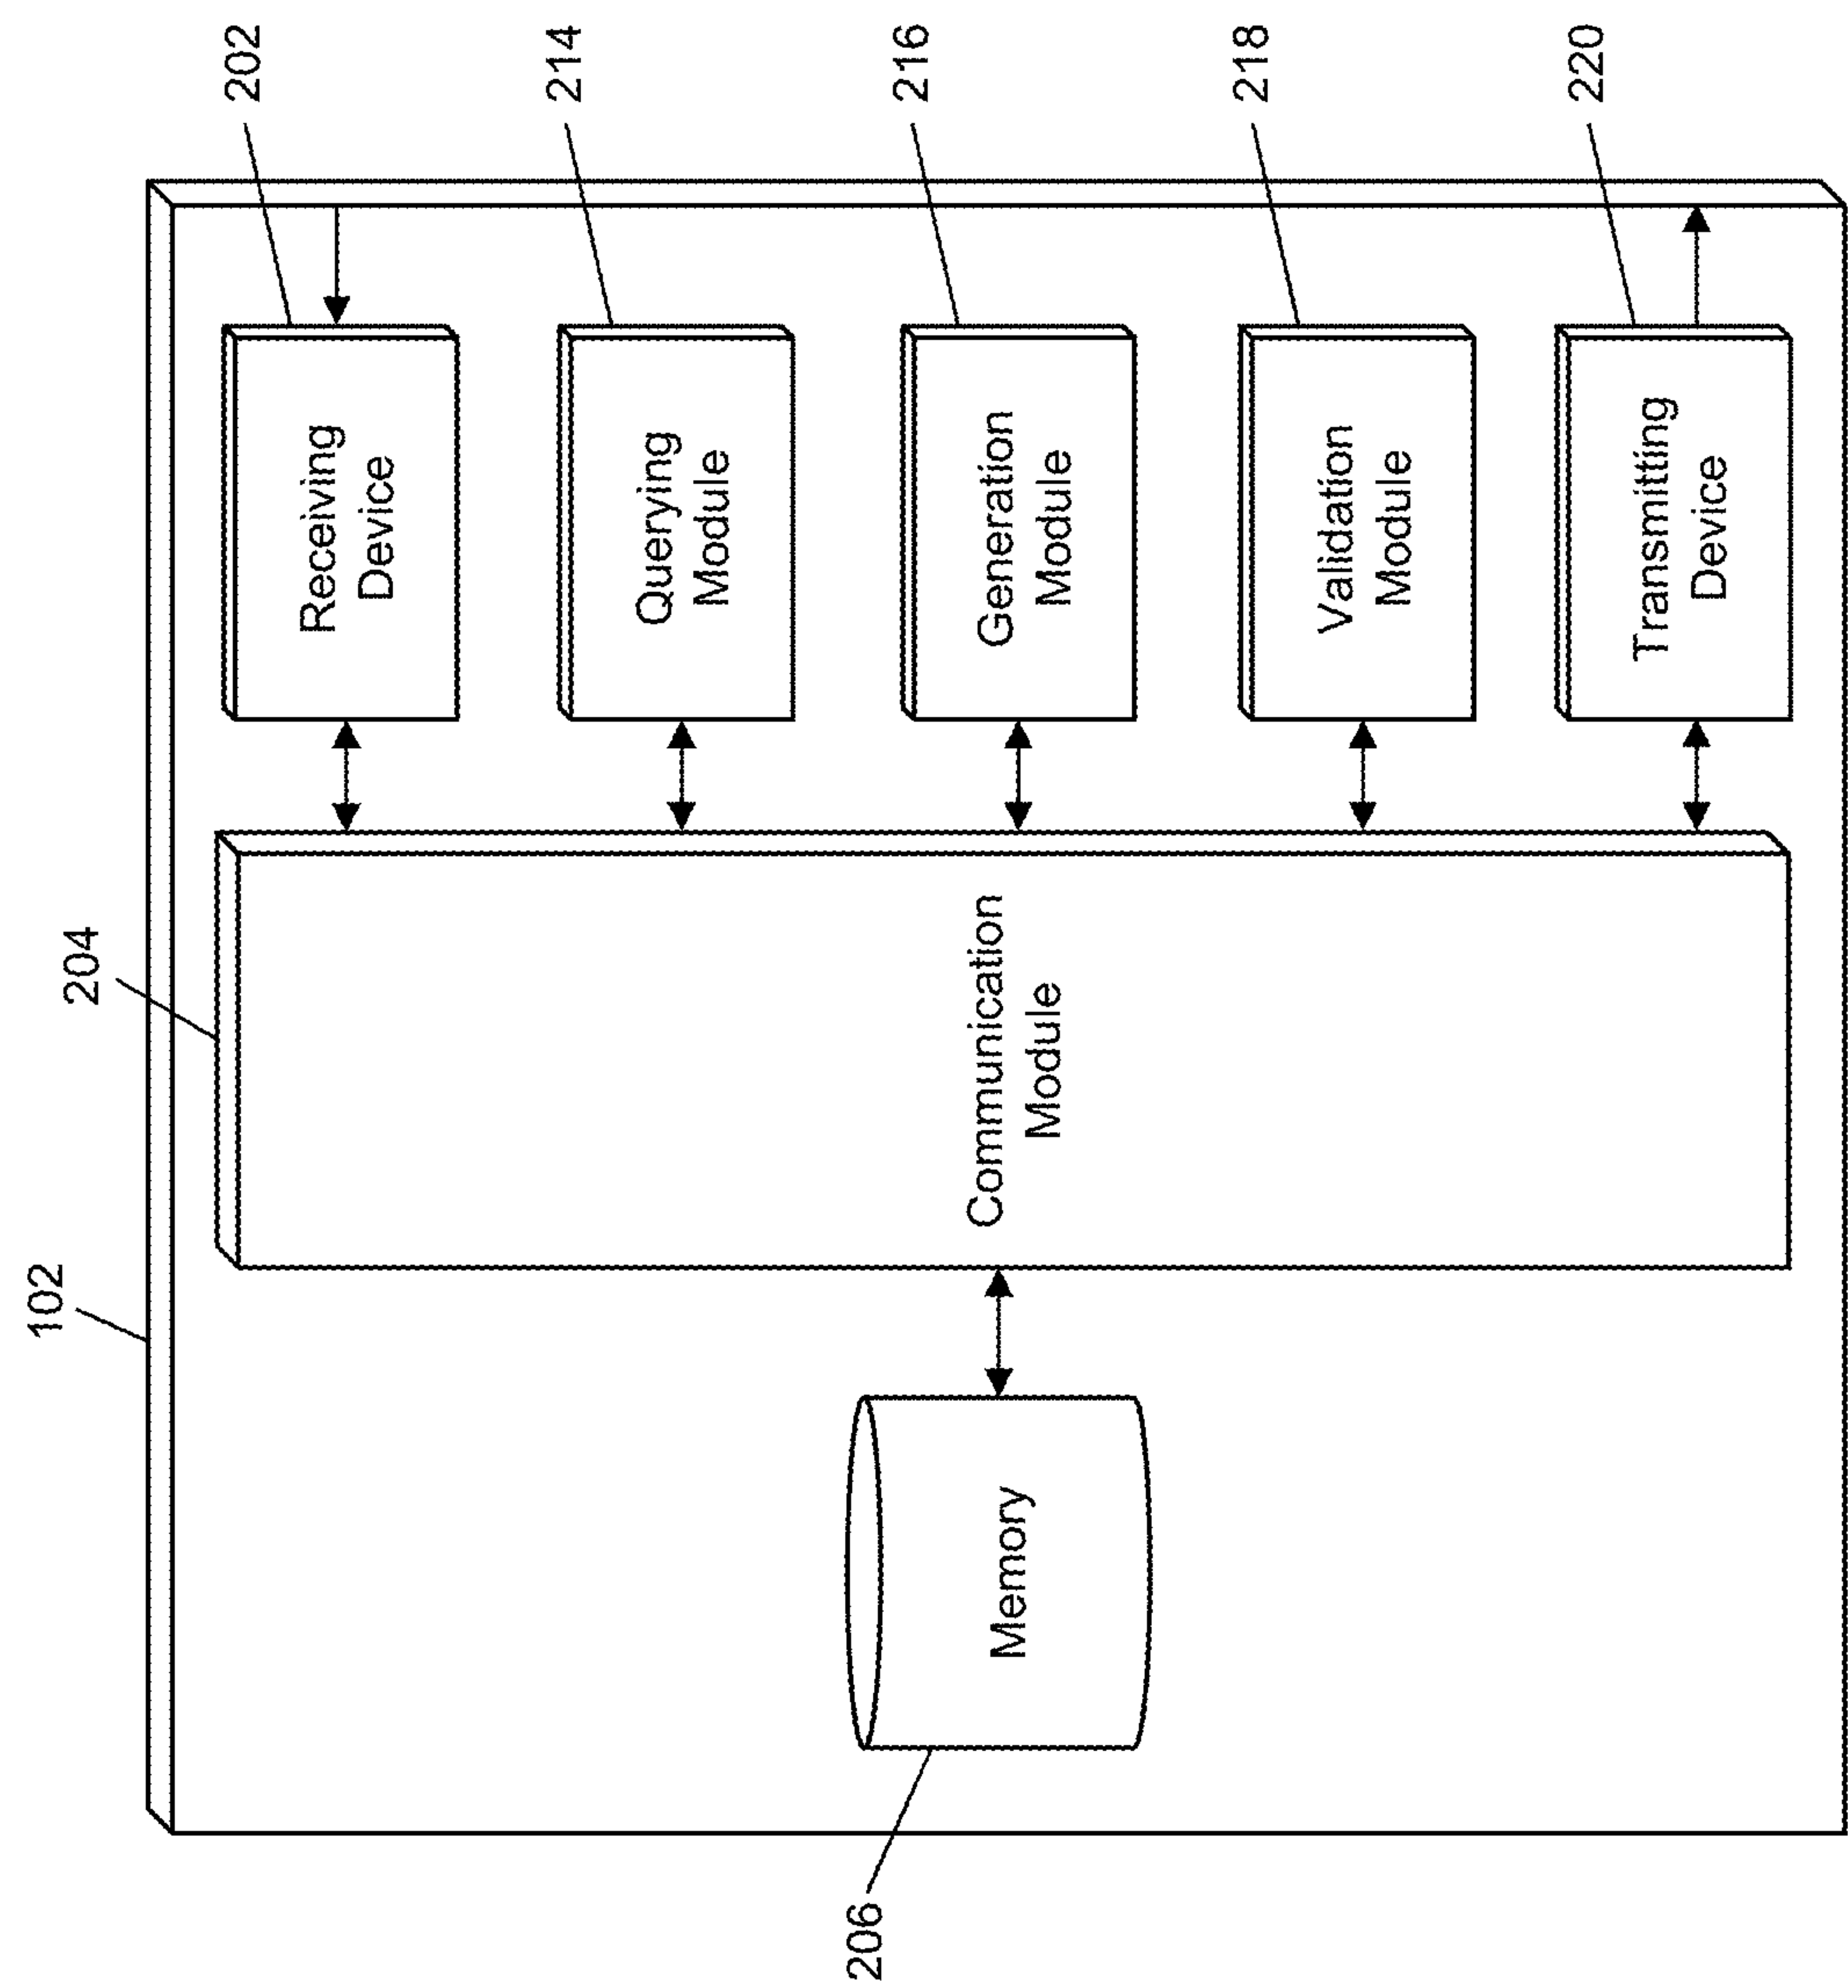 102
204
202
Receiving
Device
214
Querying
Module
216
Generation
Module
218
Validation
Module
220
Transmitting
Device
Communication
Module
Memory
206